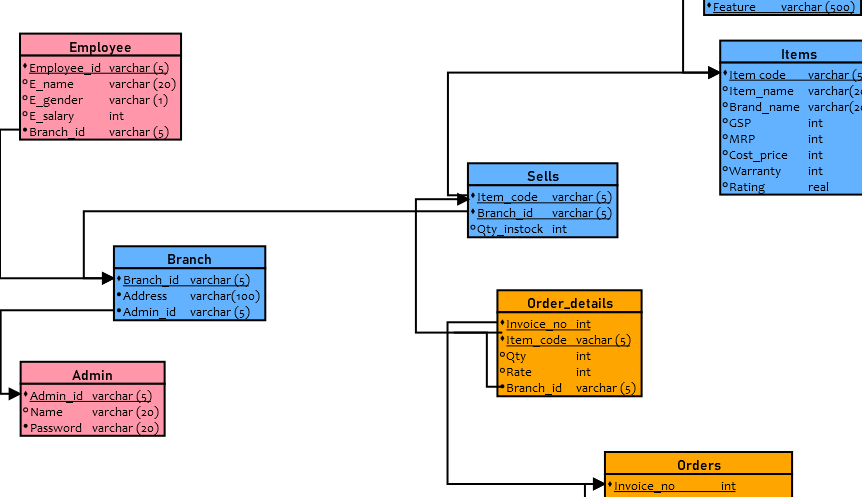 Feature varchar (500)
Employee
Employee_id varchar (5)
E_name varchar (20)
E_gender varchar (1)
E_salary int
Branch_id varchar (5)
Items
Item code varchar (5
Item_name varchar(20
Brand_name varchar(20
GSP int
MRP int
Cost_price int
Warranty int
Rating real
Sells
Item_code varchar (5)
Branch_id varchar (5)
Qty_instock int
Branch
Branch_id varchar (5)
Address varchar(100)
Admin_id varchar (5)
Order_details
Invoice_no int
Item_code vachar (5)
Qty int
Rate int
Branch_id varchar (5)
Admin
Admin_id varchar (5)
Name varchar (20)
Password varchar (20)
Orders
Invoice_no int